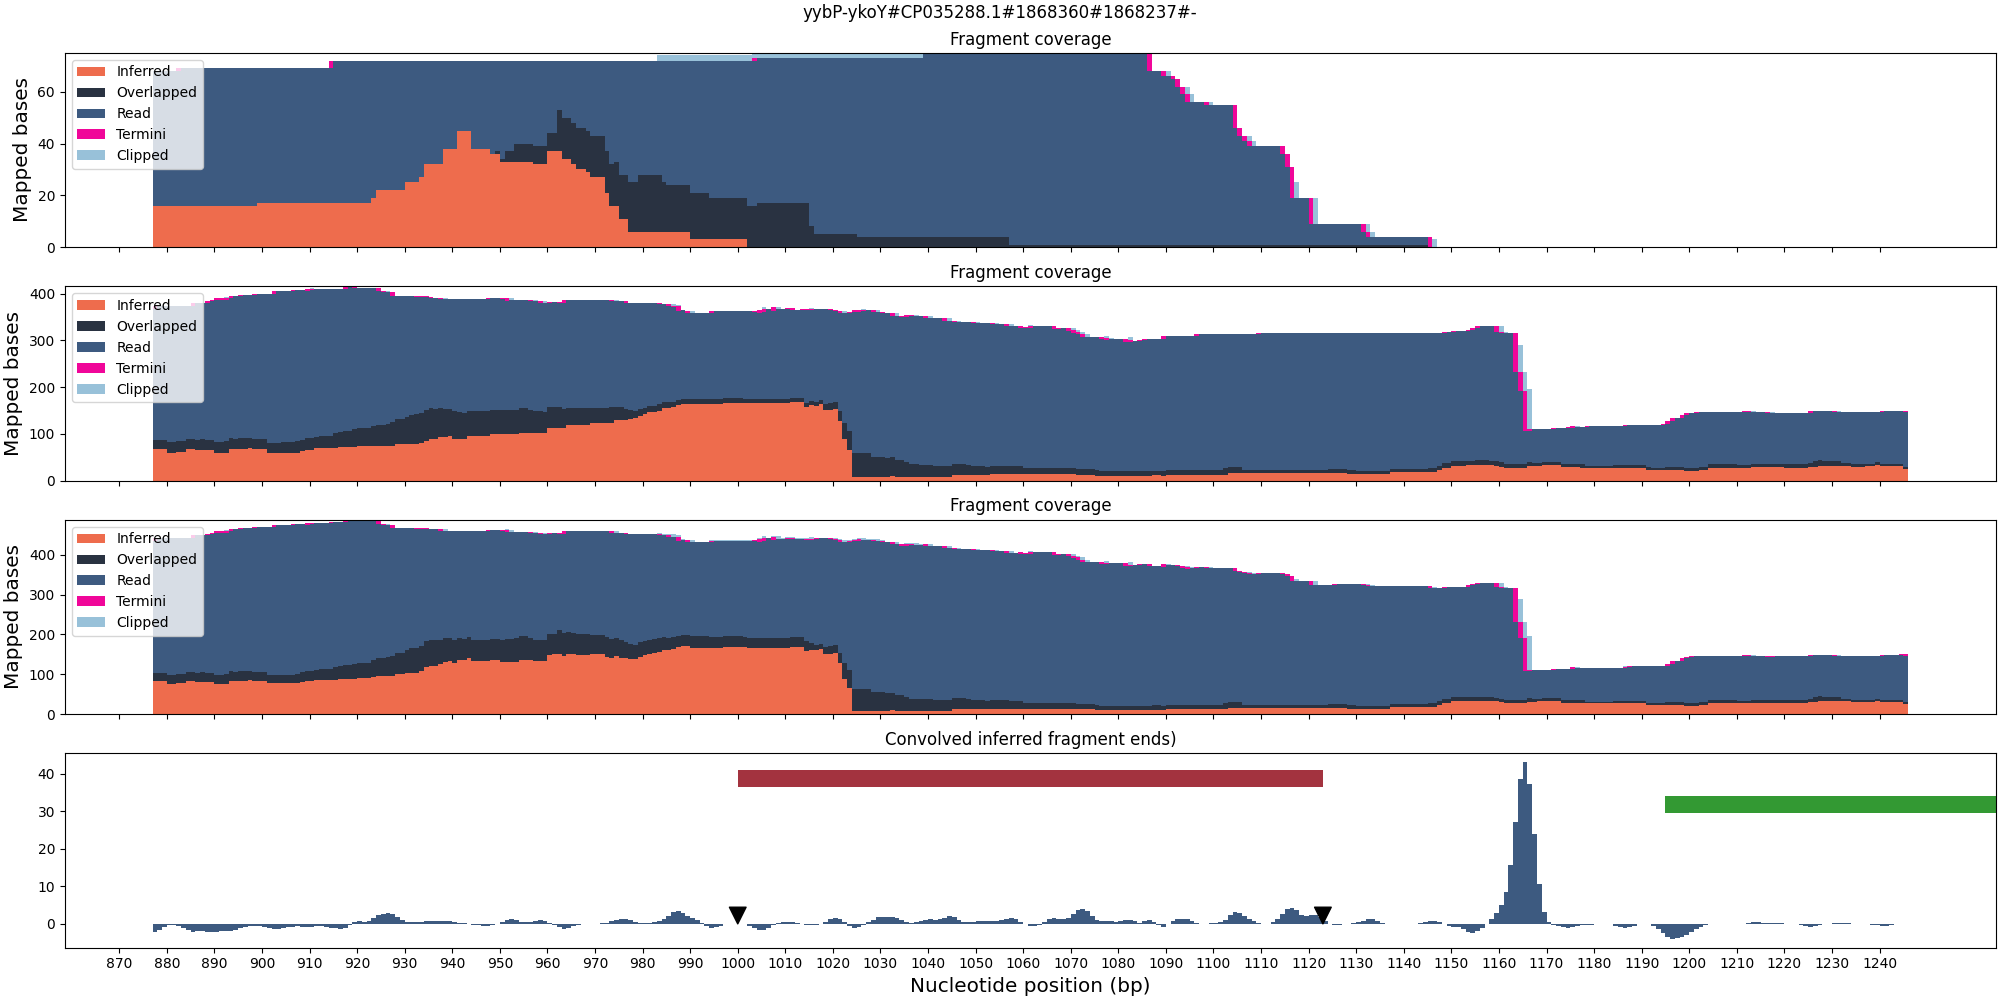 yybP-ykoY#CP035288.1#1868360#1868237#-
Fragment coverage
Mapped bases
60
40
20
0
Inferred
Overlapped
Read
Termini
Clipped
Fragment coverage
Mapped bases
400
300
200
100
0
Inferred
Overlapped
Read
Termini
Clipped
Fragment coverage
Mapped bases
400
300
200
100
0
Inferred
Overlapped
Read
Termini
Clipped
Convolved inferred fragment ends)
40
30
20
10
0
870 880 890 900 910 920 930 940 950 960 970 980 990 1000 1010 1020 1030 1040 1050 1060 1070 1080 1090 1100 1110 1120 1130 1140 1150 1160 1170 1180 1190 1200 1210 1220 1230 1240
Nucleotide position (bp)